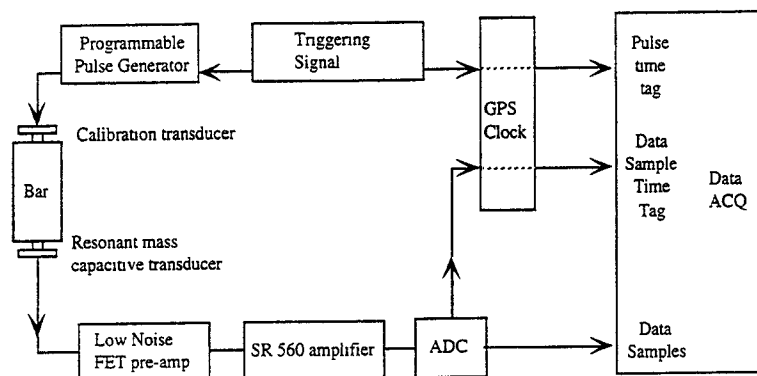 Programmable
Pulse Generator
Triggering
Signal
Pulse
time
tag
GPS
Clock
Calibration transducer
Data
Sample
Time
Tag
Data
ACQ
Bar
Resonant mass
capacitive transducer
Low Noise
FET pre-amp
SR 560 amplifier
ADC
Data
Samples